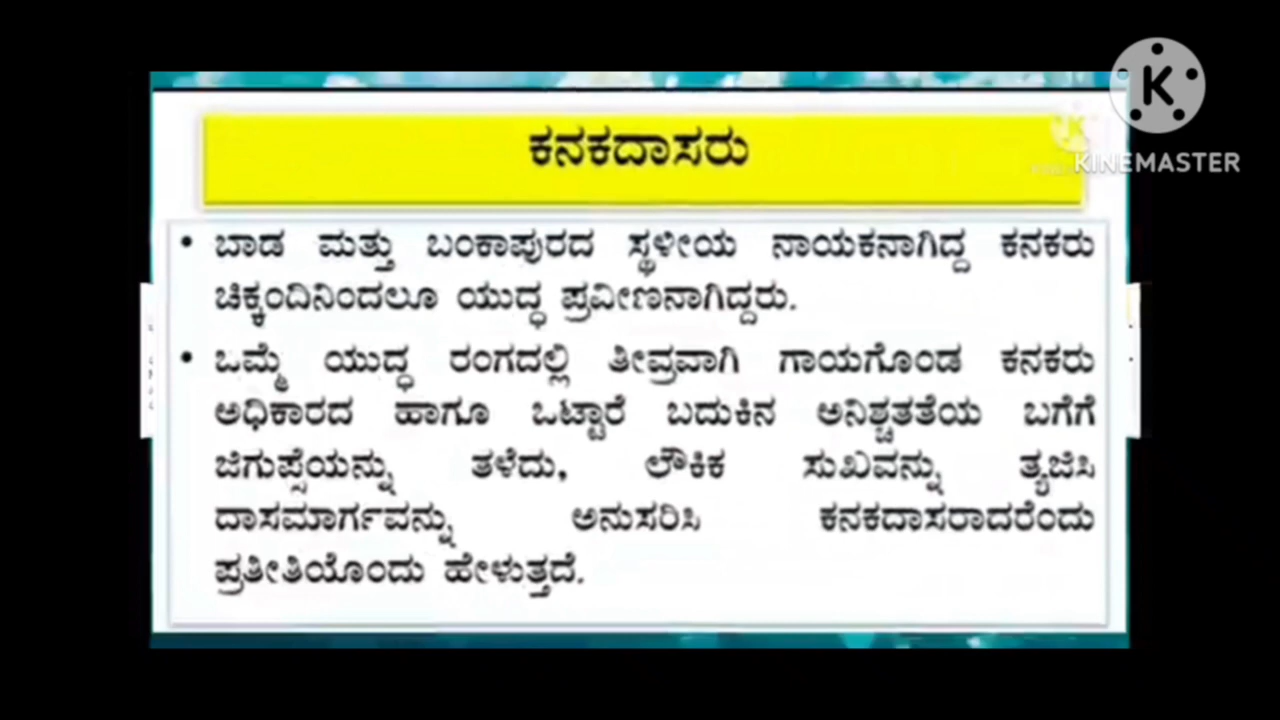 ಕನಕದಾಸರು
KINEMASTER
• ಬಾಡ ಮತ್ತು ಬಂಕಾಪುರದ ಸ್ಥಳೀಯ ನಾಯಕನಾಗಿದ್ದ ಕನಕರು
ಚಿಕ್ಕಂದಿನಿಂದಲೂ ಯುದ್ಧ ಪ್ರವೀಣನಾಗಿದ್ದರು.
• ಒಮ್ಮೆ ಯುದ್ಧ ರಂಗದಲ್ಲಿ ತೀವ್ರವಾಗಿ ಗಾಯಗೊಂಡ ಕನಕರು
ಅಧಿಕಾರದ ಹಾಗೂ ಒಟ್ಟಾರೆ ಬದುಕಿನ ಅನಿಶ್ಚತತೆಯ ಬಗೆಗೆ
ಜಿಗುಪ್ಸೆಯನ್ನು ತಳೆದು, ಲೌಕಿಕ ಸುಖವನ್ನು ತ್ಯಜಿಸಿ
ದಾಸಮಾರ್ಗವನ್ನು ಅನುಸರಿಸಿ ಕನಕದಾಸರಾದರೆಂದು
ಪ್ರತೀತಿಯೊಂದು ಹೇಳುತ್ತದೆ.